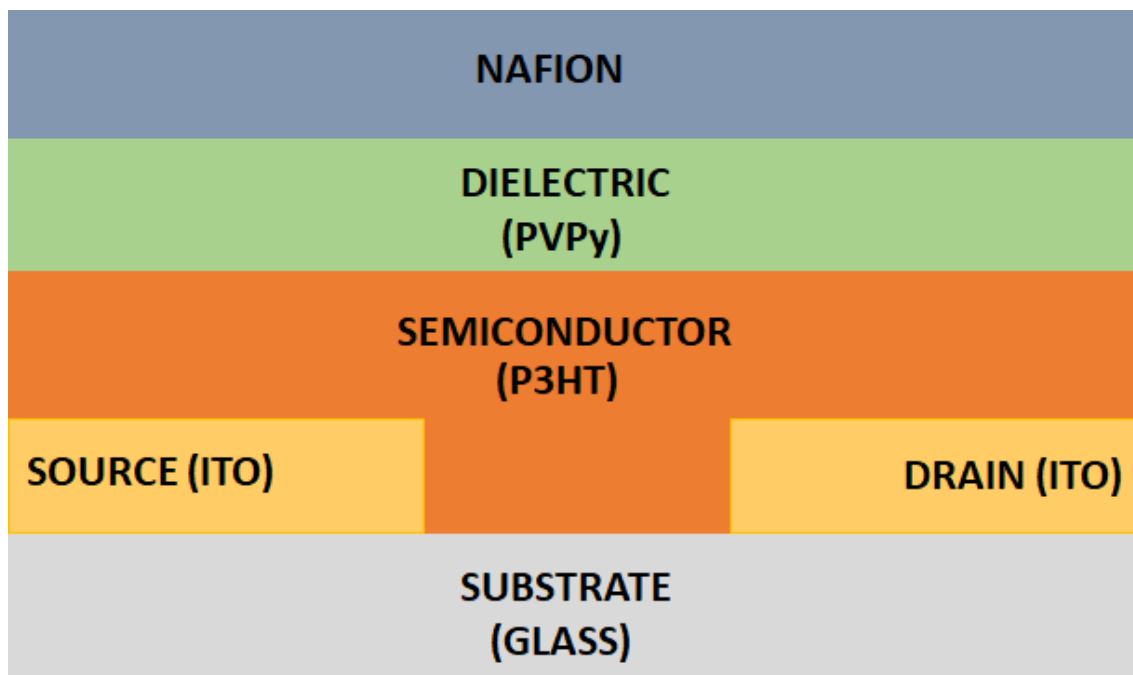 NAFION
DIELECTRIC
(PVPy)
SEMICONDUCTOR
(P3HT)
SOURCE (ITO)
DRAIN (ITO)
SUBSTRATE
(GLASS)